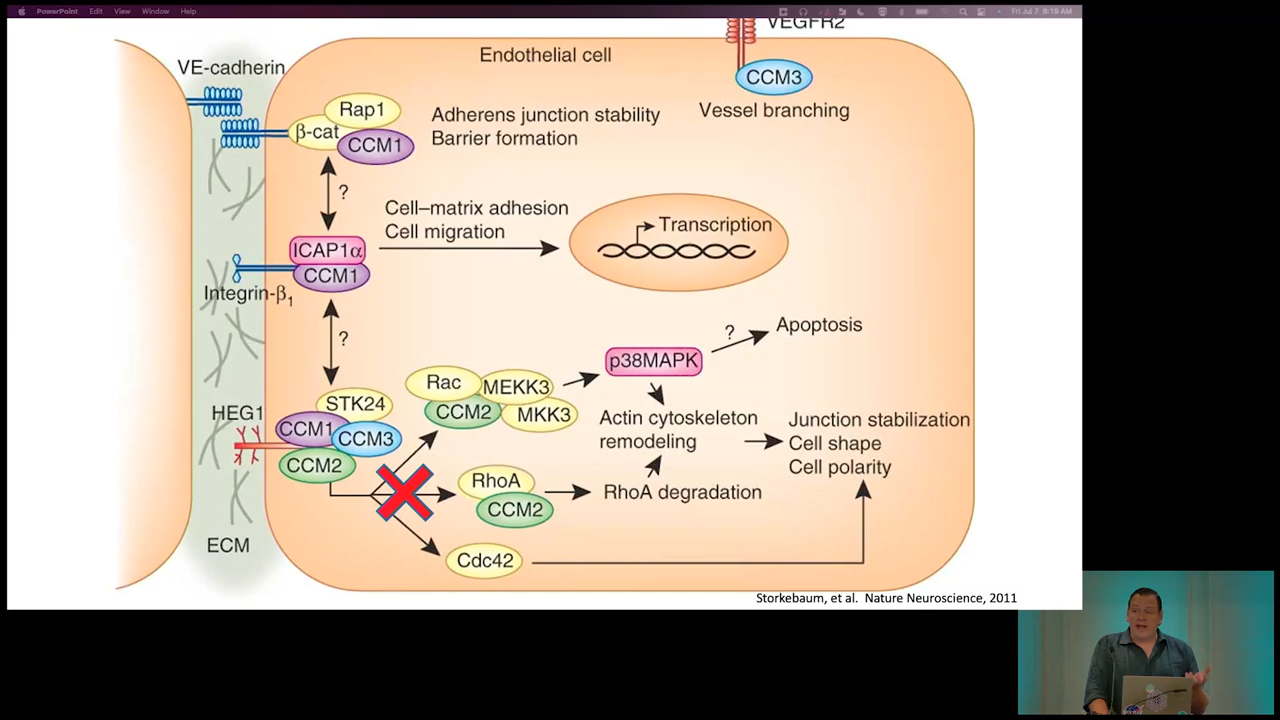 PowerPoint Edit View Window Help
Fri Jul 7 8:19 AM
VEGFR2
Endothelial cell
CCM3
Vessel branching
VE-cadherin
Rap1
β-cat
CCM1
Adherens junction stability
Barrier formation
?
Cell–matrix adhesion
Cell migration
Transcription
ICAP1α
CCM1
Integrin-β1
?
Apoptosis
?
p38MAPK
Rac
MEKK3
CCM2
MKK3
STK24
HEG1
CCM1
CCM3
CCM2
Actin cytoskeleton
remodeling
Junction stabilization
Cell shape
Cell polarity
RhoA
CCM2
RhoA degradation
ECM
Cdc42
Storkebaum, et al. Nature Neuroscience, 2011